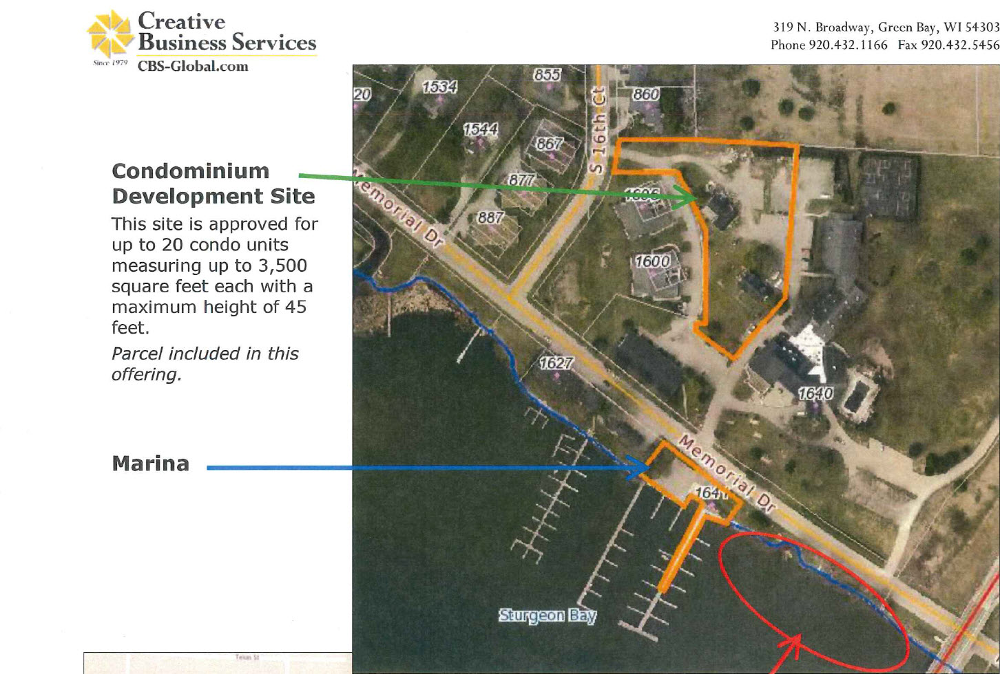 Creative
Business Services
Since 1979
CBS-Global.com
319 N. Broadway, Green Bay, WI 54303
Phone 920.432.1166 Fax 920.432.5456
Condominium
Development Site
This site is approved for
up to 20 condo units
measuring up to 3,500
square feet each with a
maximum height of 45
feet.
Parcel included in this
offering.
Marina
20
1534
855
860
1544
867
S 16th Ct
877
887
Memorial Dr
1600
1627
1640
Memorial Dr
1641
Sturgeon Bay
Texas St